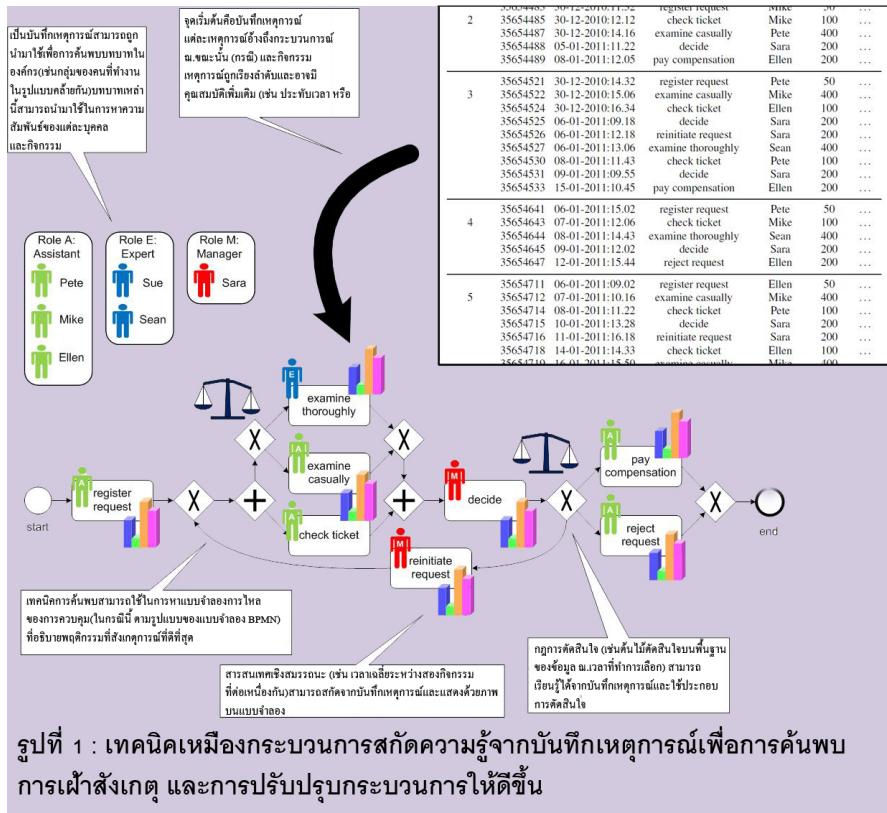 เป็นบันทึกเหตุการณ์สามารถถูก
นำมาใช้เพื่อการค้นพบบทบาทใน
องค์กร(เช่นกลุ่มของคนที่ทำงาน
ในรูปแบบคล้ายกัน)บทบาทเหล่า
นี้สามารถนำมาใช้ในการหาความ
สัมพันธ์ของแต่ละบุคคล
และกิจกรรม
จุดเริ่มต้นคือบันทึกเหตุการณ์
แต่ละเหตุการณ์อ้างถึงกระบวนการณ์
ณ.ขณะนั้น (กรณี) และกิจกรรม
เหตุการณ์ถูกเรียงลำดับและอาจมี
คุณสมบัติเพิ่มเติม (เช่น ประทับเวลา หรือ
35654483 30-12-2010:11.32 register request Mike 50 ...
2 35654485 30-12-2010:12.12 check ticket Mike 100 ...
35654487 30-12-2010:14.16 examine casually Pete 400 ...
35654488 05-01-2011:11.22 decide Sara 200 ...
35654489 08-01-2011:12.05 pay compensation Ellen 200 ...
35654521 30-12-2010:14.32 register request Pete 50 ...
3 35654522 30-12-2010:15.06 examine casually Mike 400 ...
35654524 30-12-2010:16.34 check ticket Ellen 100 ...
35654525 06-01-2011:09.18 decide Sara 200 ...
35654526 06-01-2011:12.18 reinitiate request Sara 200 ...
35654527 06-01-2011:13.06 examine thoroughly Sean 400 ...
35654530 08-01-2011:11.43 check ticket Pete 100 ...
35654531 09-01-2011:09.55 decide Sara 200 ...
35654533 15-01-2011:10.45 pay compensation Ellen 200 ...
35654641 06-01-2011:15.02 register request Pete 50 ...
4 35654643 07-01-2011:12.06 check ticket Mike 100 ...
35654644 08-01-2011:14.43 examine thoroughly Sean 400 ...
35654645 09-01-2011:12.02 decide Sara 200 ...
35654647 12-01-2011:15.44 reject request Ellen 200 ...
35654711 06-01-2011:09.02 register request Ellen 50 ...
5 35654712 07-01-2011:10.16 examine casually Mike 400 ...
35654714 08-01-2011:11.22 check ticket Pete 100 ...
35654715 10-01-2011:13.28 decide Sara 200 ...
35654716 11-01-2011:16.18 reinitiate request Sara 200 ...
35654718 14-01-2011:14.33 check ticket Ellen 100 ...
35654719 16-01-2011:15.50 examine casually Mike 400
Role A:
Assistant
Pete
Mike
Ellen
Role E:
Expert
Sue
Sean
Role M:
Manager
Sara
E
examine
thoroughly
A
examine
casually
A
check ticket
A
register
request
start
M
decide
M
reinitiate
request
A
pay
compensation
A
reject
request
end
เทคนิคการค้นพบสามารถใช้ในการหาแบบจำลองการไหล
ของการควบคุม(ในกรณีนี้ ตามรูปแบบของแบบจำลอง BPMN)
ที่อธิบายพฤติกรรมที่สังเกตุการณ์ที่ดีที่สุด
สารสนเทศเชิงสมรรถนะ (เช่น เวลาเฉลี่ยระหว่างสองกิจกรรม
ที่ต่อเหนื่องกัน)สามารถสกัดจากบันทึกเหตุการณ์และแสดงด้วยภาพ
บนแบบจำลอง
กฎการตัดสินใจ (เช่นต้นไม้ตัดสินใจบนพื้นฐาน
ของข้อมูล ณ.เวลาที่ทำการเลือก) สามารถ
เรียนรู้ได้จากบันทึกเหตุการณ์และใช้ประกอบ
การตัดสินใจ
รูปที่ 1 : เทคนิคเหมืองกระบวนการสกัดความรู้จากบันทึกเหตุการณ์เพื่อการค้นพบ
การเฝ้าสังเกตุ และการปรับปรุบกระบวนการให้ดีขึ้น